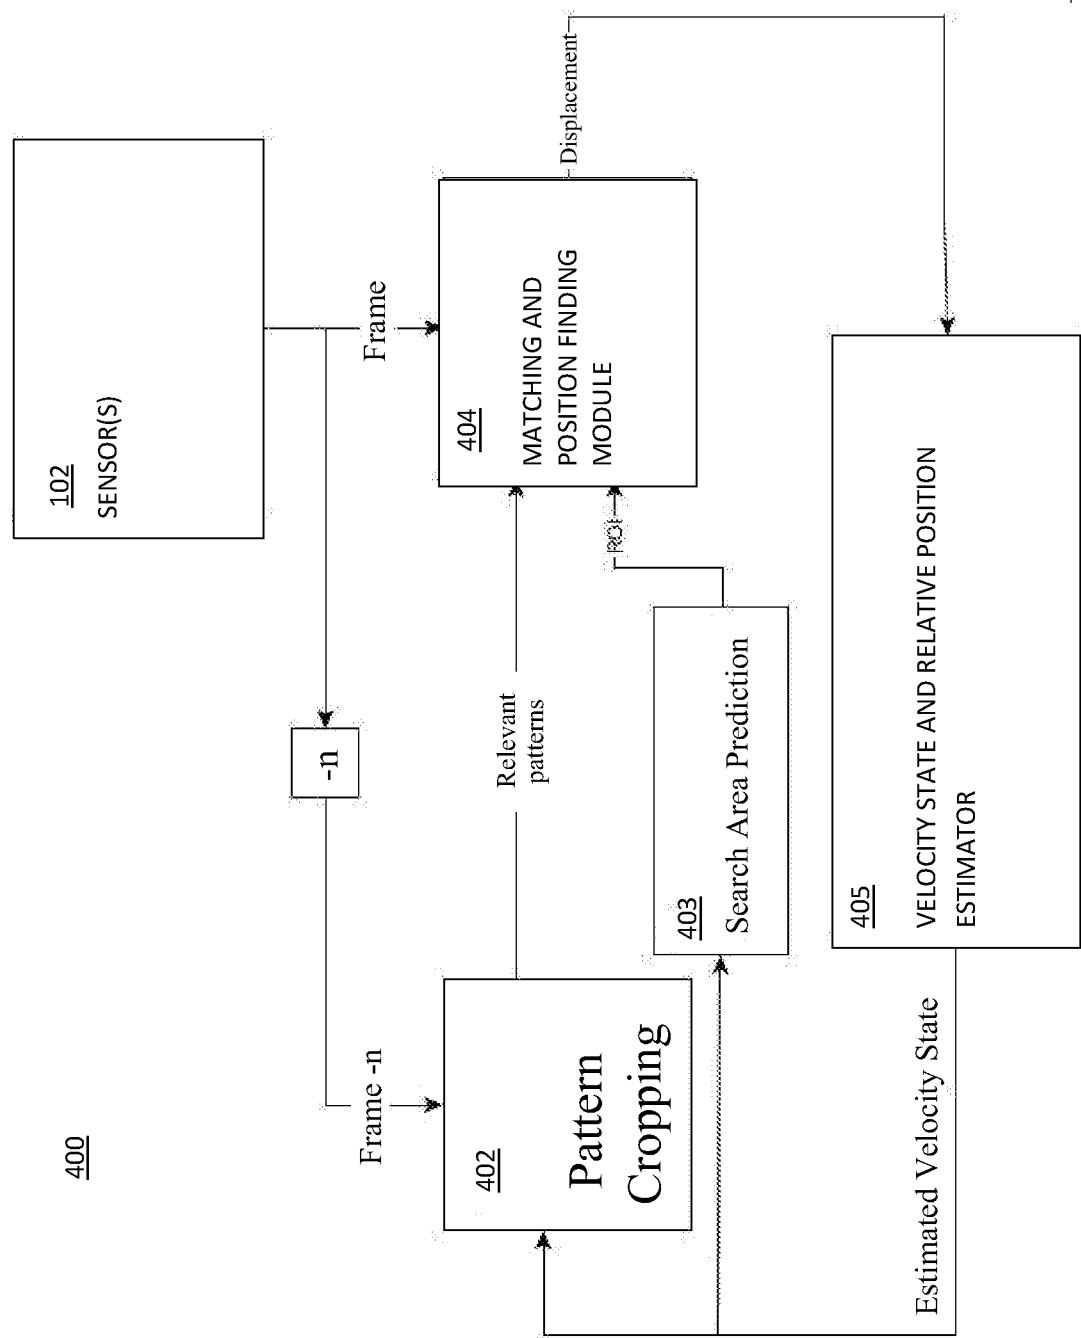 400
102
SENSOR(S)
-n
Frame -n
Frame
402
Pattern
Cropping
Relevant
patterns
404
MATCHING AND
POSITION FINDING
MODULE
Displacement
ROI
403
Search Area Prediction
405
VELOCITY STATE AND RELATIVE POSITION
ESTIMATOR
Estimated Velocity State